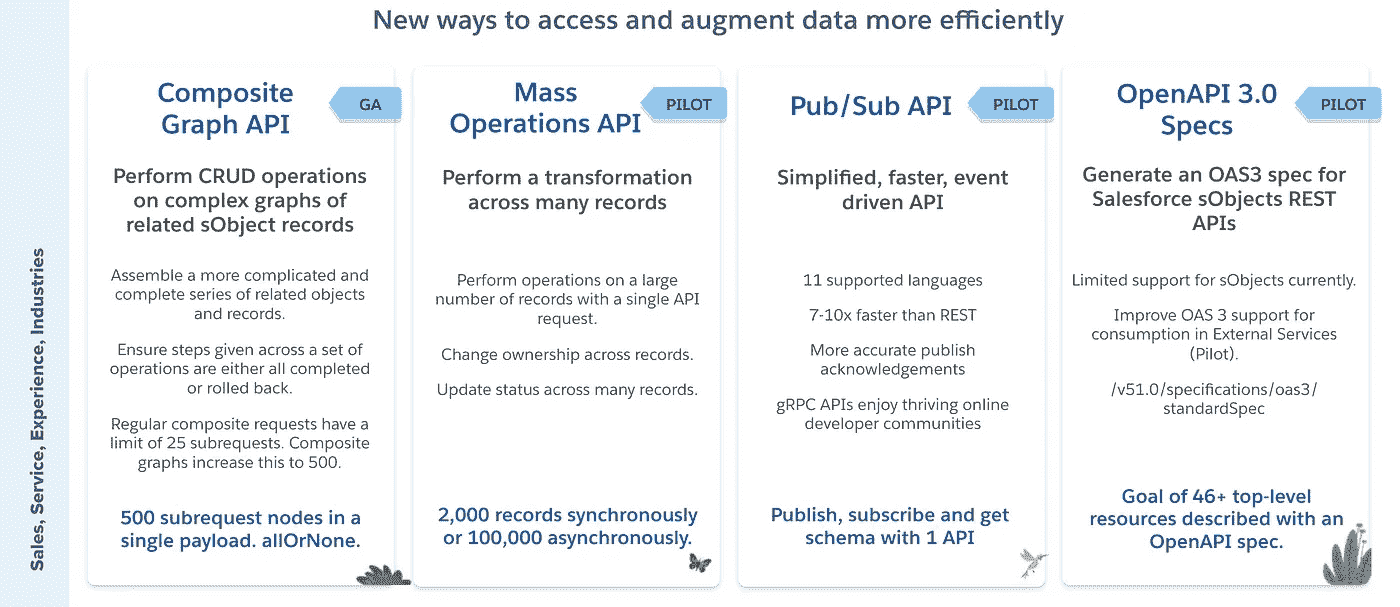 New ways to access and augment data more efficiently
Sales, Service, Experience, Industries
Composite
Graph API
GA
Perform CRUD operations
on complex graphs of
related sObject records
Assemble a more complicated and
complete series of related objects
and records.
Ensure steps given across a set of
operations are either all completed
or rolled back.
Regular composite requests have a
limit of 25 subrequests. Composite
graphs increase this to 500.
500 subrequest nodes in a
single payload. allOrNone.
Mass
Operations API
PILOT
Perform a transformation
across many records
Perform operations on a large
number of records with a single API
request.
Change ownership across records.
Update status across many records.
2,000 records synchronously
or 100,000 asynchronously.
Pub/Sub API
PILOT
Simplified, faster, event
driven API
11 supported languages
7-10x faster than REST
More accurate publish
acknowledgements
gRPC APIs enjoy thriving online
developer communities
Publish, subscribe and get
schema with 1 API
OpenAPI 3.0
Specs
PILOT
Generate an OAS3 spec for
Salesforce sObjects REST
APIs
Limited support for sObjects currently.
Improve OAS 3 support for
consumption in External Services
(Pilot).
/v51.0/specifications/oas3/
standardSpec
Goal of 46+ top-level
resources described with an
OpenAPI spec.